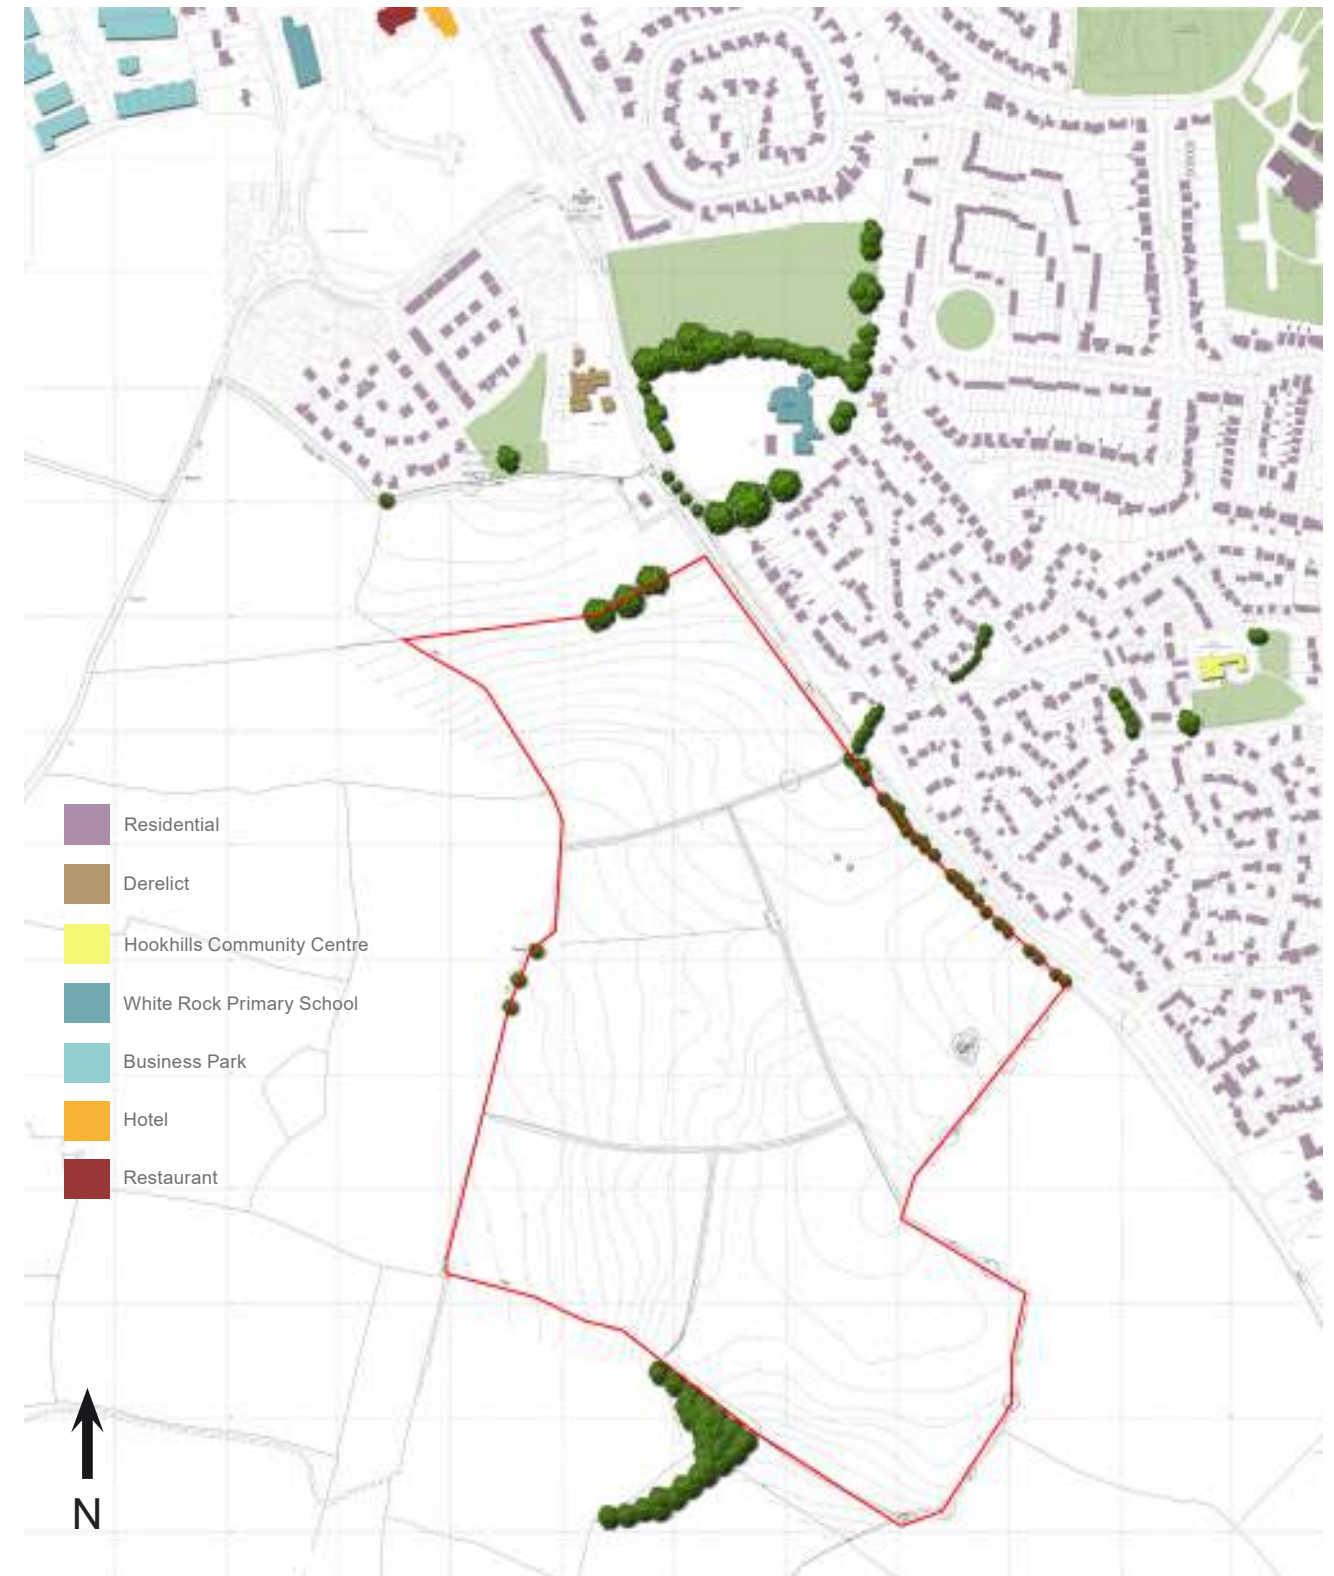 Residential
Derelict
Hookhills Community Centre
White Rock Primary School
Business Park
Hotel
Restaurant
N